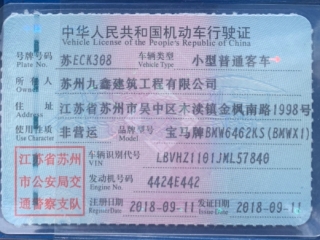 中华人民共和国机动车行驶证
Vehicle License of the People's Republic of China
号牌号码 苏ECK308 车辆类型 小型普通客车
Plate No. Vehicle Type
所有人 苏州九鑫建筑工程有限公司
Owner
住址 江苏省苏州市吴中区木渎镇金枫南路1998号
Address
使用性质 非营运 品牌型号 宝马牌BMW6462KS(BMWX1)
Use Character Model
江苏省苏州
市公安局交
通警察支队
车辆识别代号 LBVHZ1101JML57840
VIN
发动机号码 4424E442
Engine No.
注册日期 2018-09-11 发证日期 2018-09-11
Register Date Issue Date